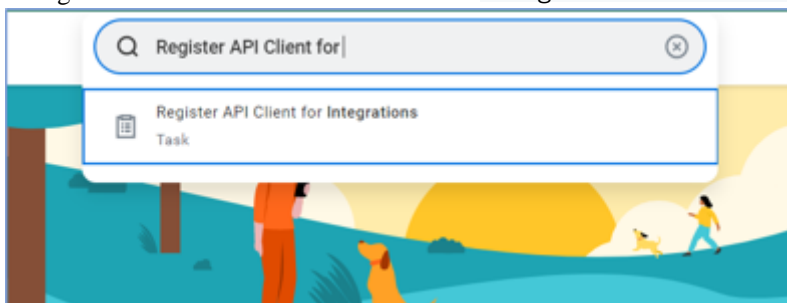 Register API Client for
Register API Client for Integrations
Task